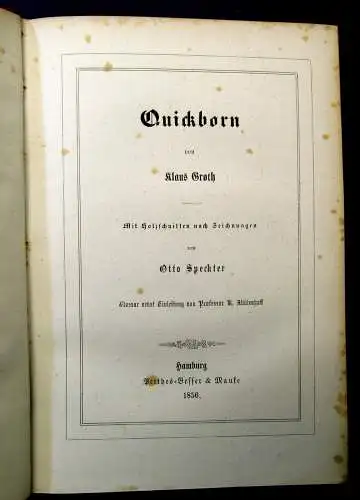 Quickborn
von
Klaus Groth
Mit Holzschnitten nach Zeichnungen
von
Otto Speckter
Glossar nebst Einleitung von Professor K. Müllenhoff
Hamburg
Perthes-Besser & Mauke
1856.